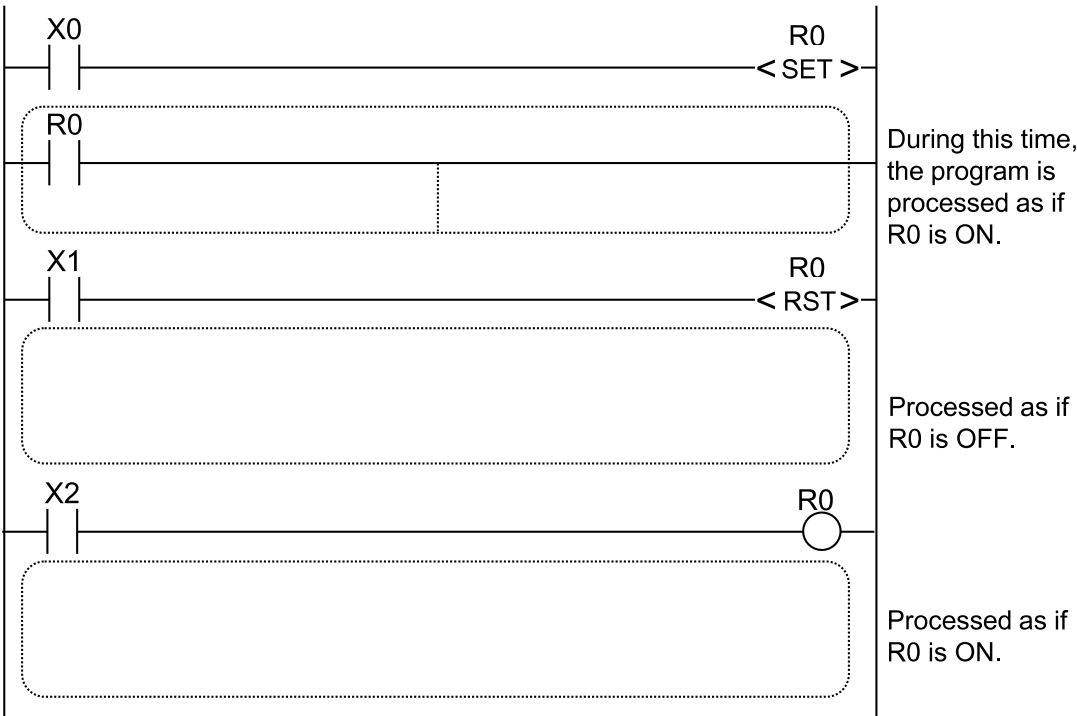 X0
R0
< SET >
R0
During this time,
the program is
processed as if
R0 is ON.
X1
R0
< RST >
Processed as if
R0 is OFF.
X2
R0
Processed as if
R0 is ON.